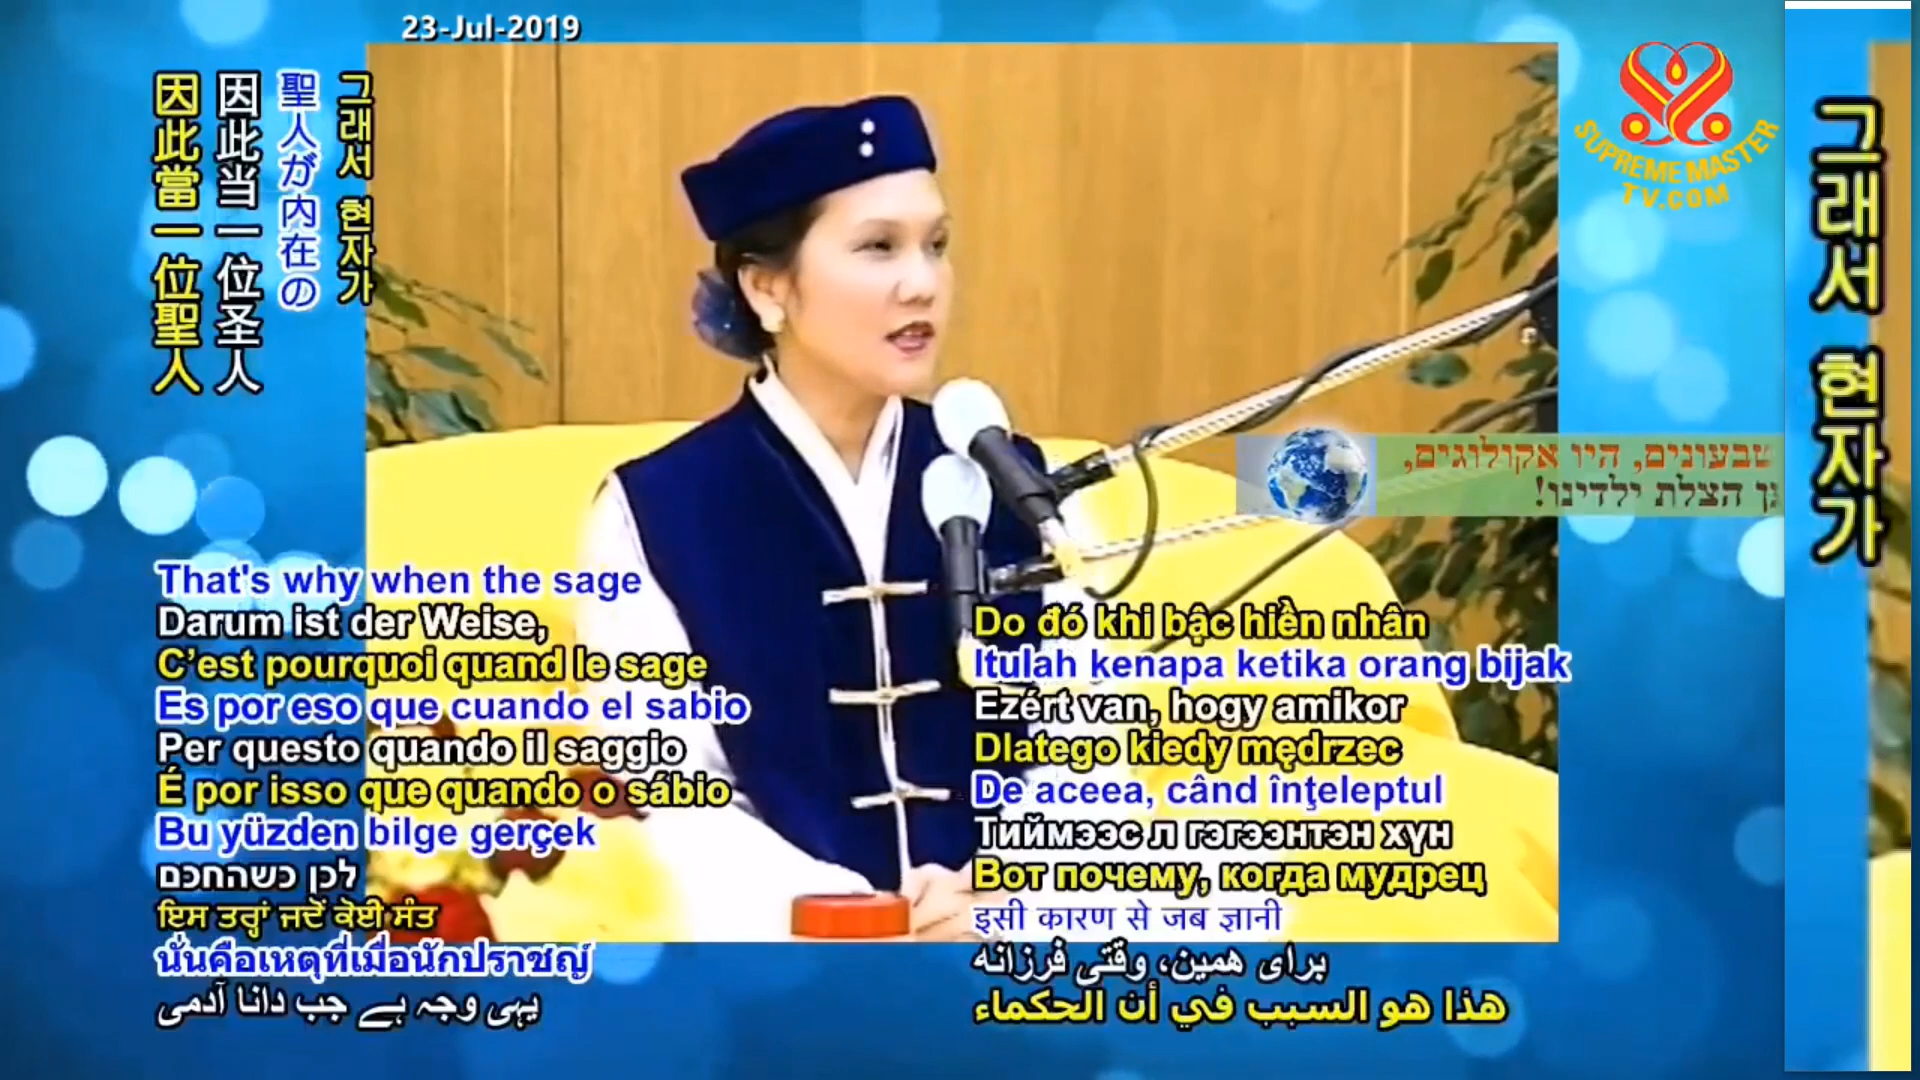 23-Jul-2019
그래서 현자가
聖人が内在の
因此当一位圣人
因此當一位聖人
SUPREME MASTER
TV.COM
그래서 현자가
שבעונים, היו אקולוגים,
הצלת ילדינו!
That's why when the sage
Darum ist der Weise,
C’est pourquoi quand le sage
Es por eso que cuando el sabio
Per questo quando il saggio
É por isso que quando o sábio
Bu yüzden bilge gerçek
לכן כשהחכם
ਇਸ ਤਰ੍ਹਾਂ ਜਦੋਂ ਕੋਈ ਸੰਤ
นั่นคือเหตุที่เมื่อนักปราชญ์
یہی وجہ ہے جب دانا آدمی
Do đó khi bậc hiền nhân
Itulah kenapa ketika orang bijak
Ezért van, hogy amikor
Dlatego kiedy mędrzec
De aceea, când înţeleptul
Тиймээс л гэгээнтэн хүн
Вот почему, когда мудрец
इसी कारण से जब ज्ञानी
برای همین، وقتی فرزانه
هذا هو السبب في أن الحكماء